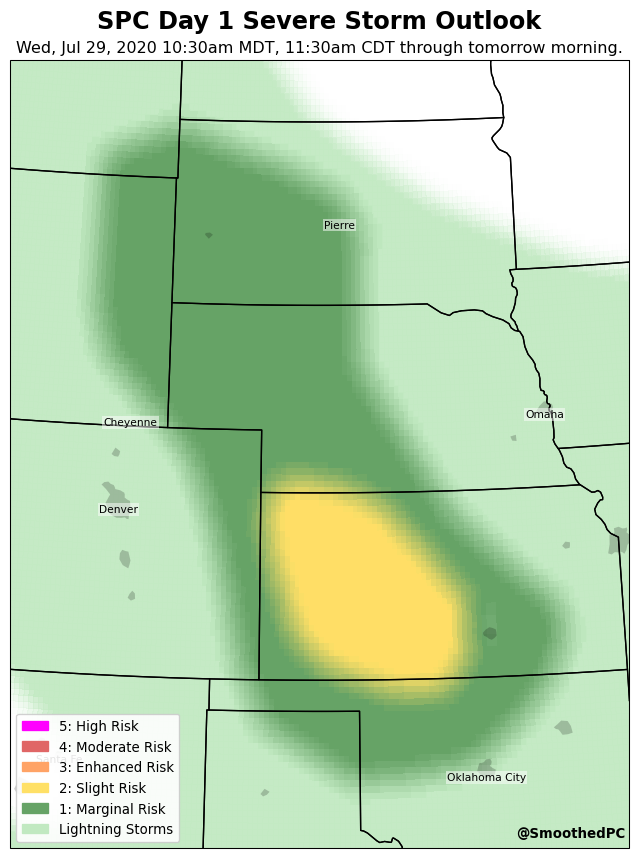 SPC Day 1 Severe Storm Outlook
Wed, Jul 29, 2020 10:30am MDT, 11:30am CDT through tomorrow morning.
Pierre
Omaha
Cheyenne
Denver
5: High Risk
4: Moderate Risk
3: Enhanced Risk
2: Slight Risk
1: Marginal Risk
Lightning Storms
Oklahoma City
@SmoothedPC